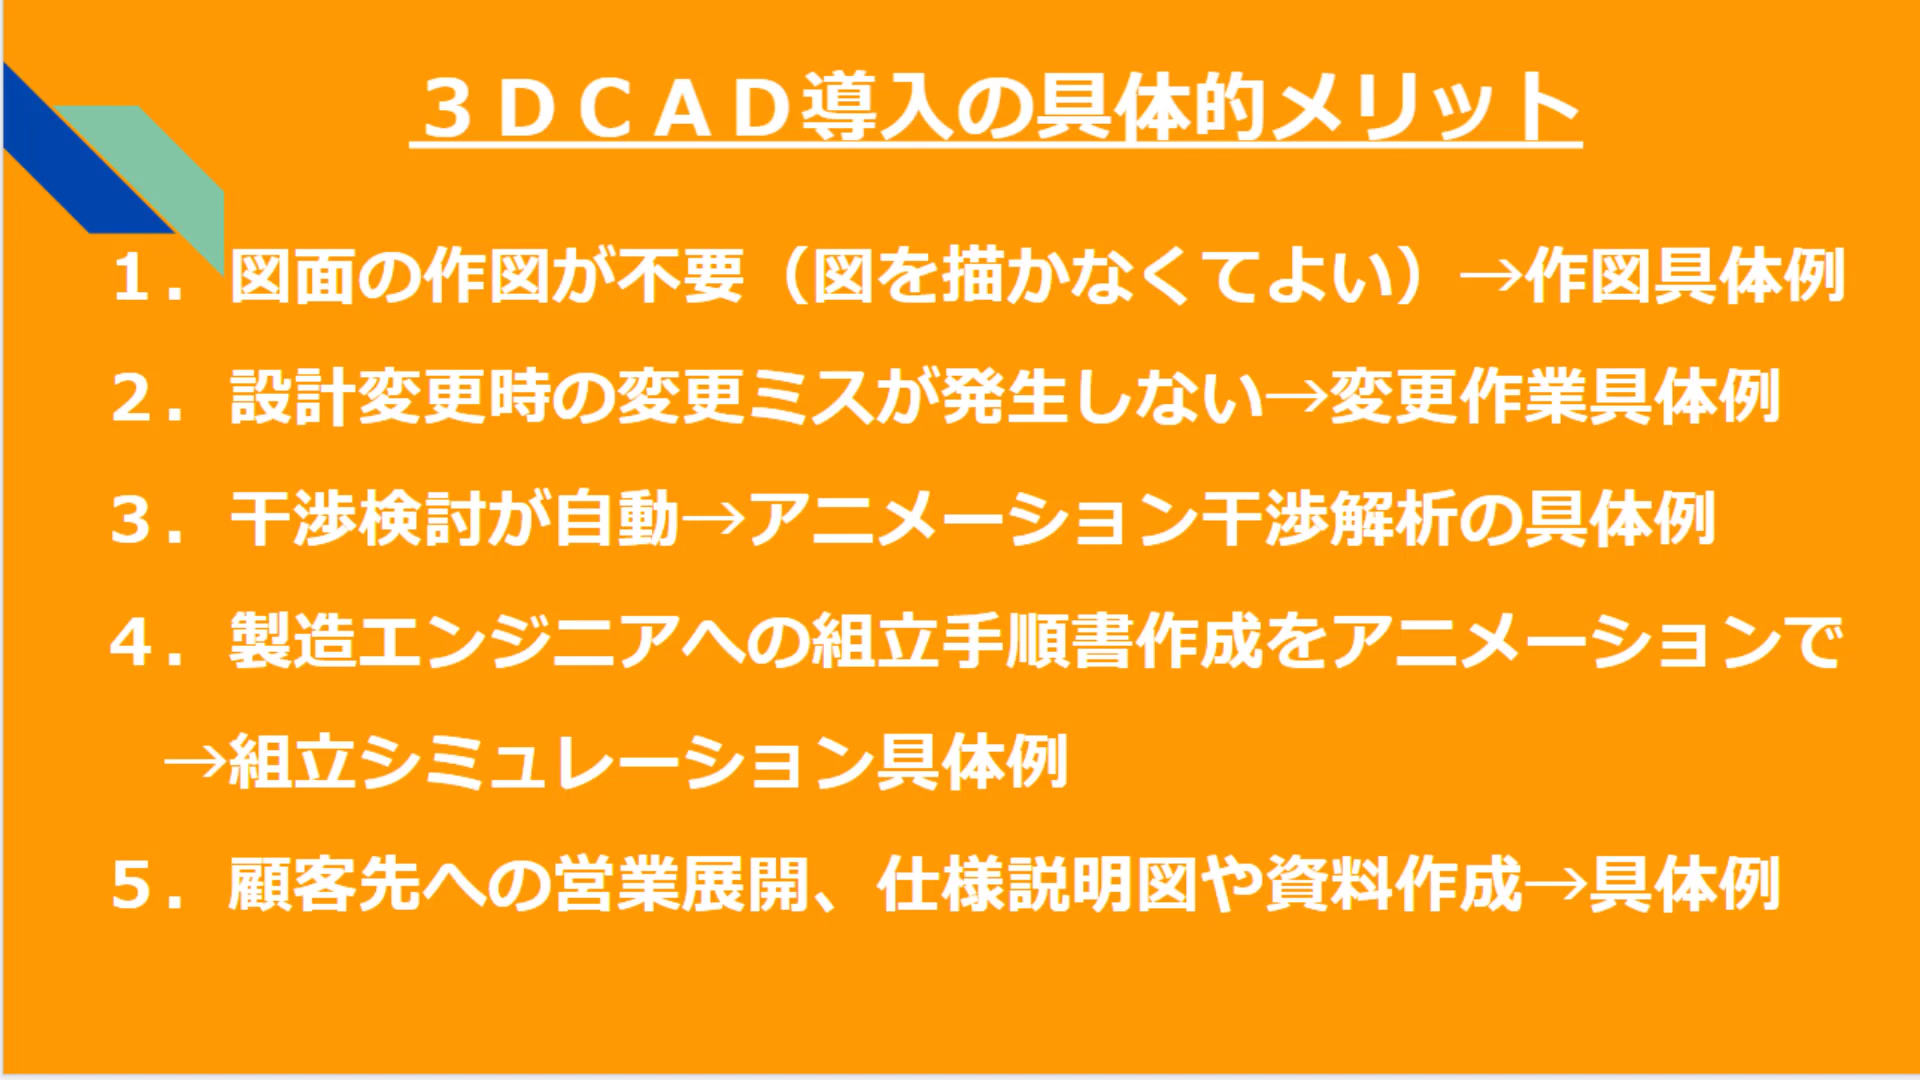 ３ＤＣＡＤ導入の具体的メリット
１．図面の作図が不要（図を描かなくてよい）→作図具体例
２．設計変更時の変更ミスが発生しない→変更作業具体例
３．干渉検討が自動→アニメーション干渉解析の具体例
４．製造エンジニアへの組立手順書作成をアニメーションで
→組立シミュレーション具体例
５．顧客先への営業展開、仕様説明図や資料作成→具体例